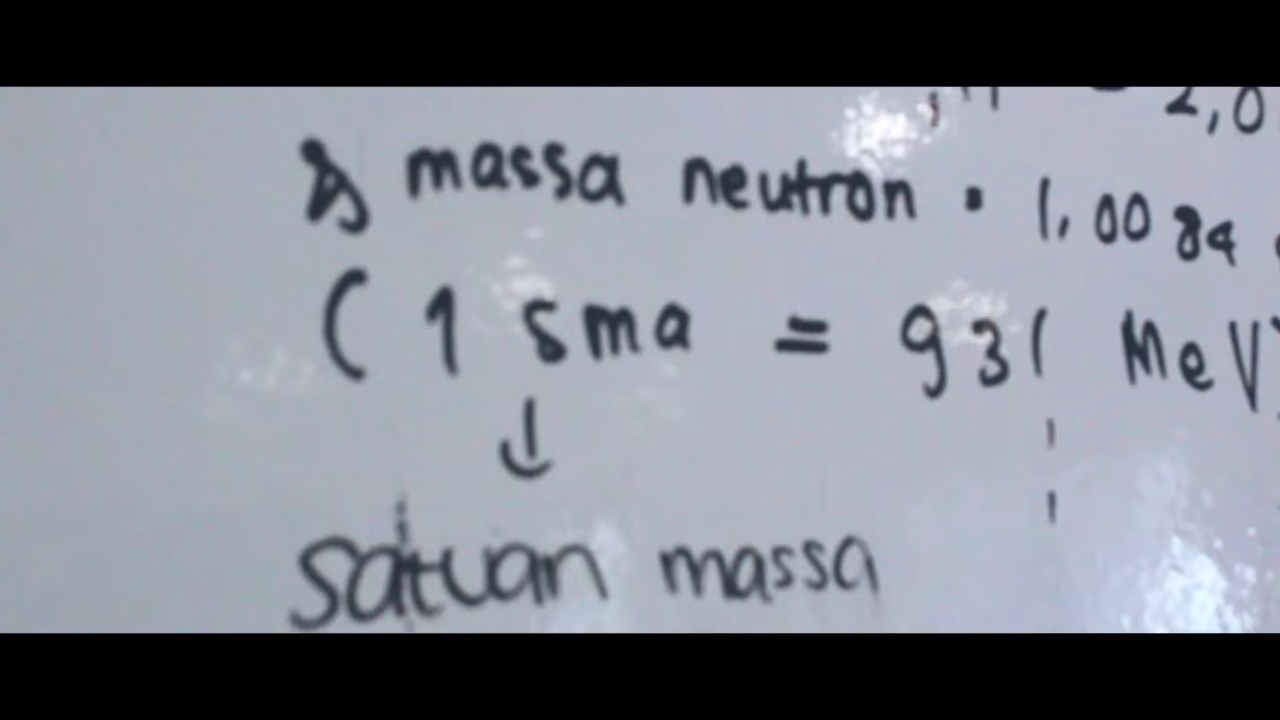 2,0
massa neutron = 1,0084
( 1 sma = 931 MeV)
satuan massa